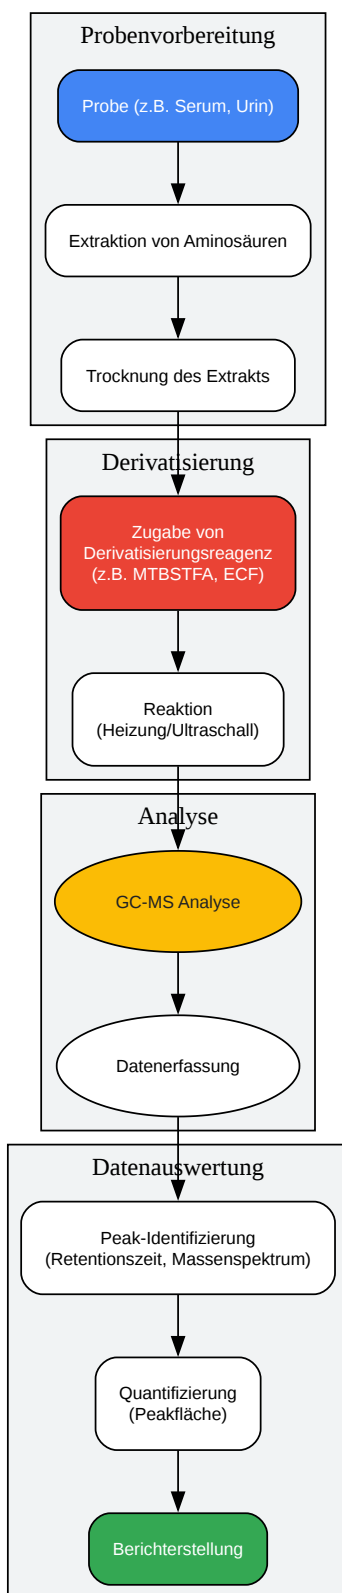 Probenvorbereitung
Probe (z.B. Serum, Urin)
Extraktion von Aminosäuren
Trocknung des Extrakts
Derivatisierung
Zugabe von
Derivatisierungsreagenz
(z.B. MTBSTFA, ECF)
Reaktion
(Heizung/Ultraschall)
Analyse
GC-MS Analyse
Datenerfassung
Datenauswertung
Peak-Identifizierung
(Retentionszeit, Massenspektrum)
Quantifizierung
(Peakfläche)
Berichterstellung